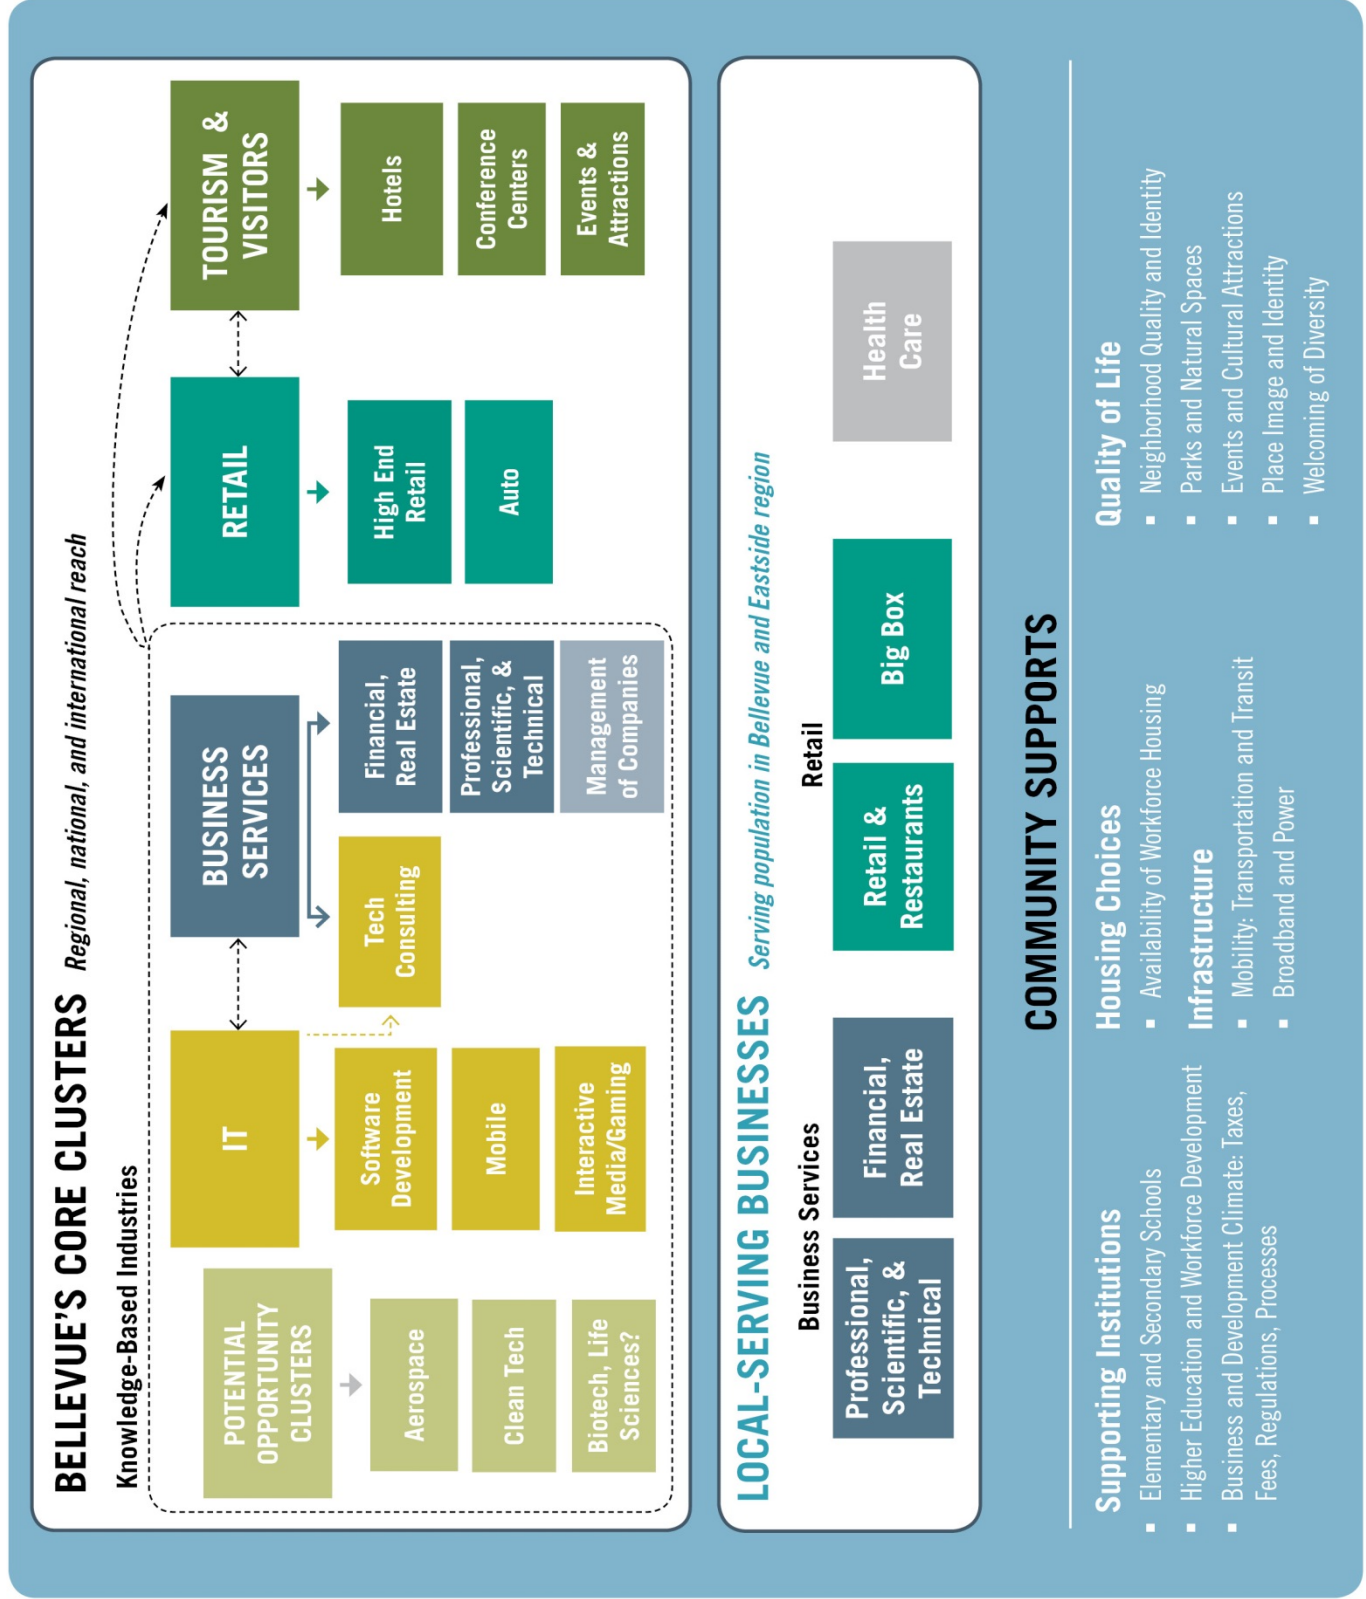 BELLEVUE'S CORE CLUSTERS Regional, national, and international reach
Knowledge-Based Industries
POTENTIAL
OPPORTUNITY
CLUSTERS
Aerospace
Clean Tech
Biotech, Life
Sciences?
IT
Software
Development
Mobile
Interactive
Media/Gaming
Tech
Consulting
BUSINESS
SERVICES
Financial,
Real Estate
Professional,
Scientific, &
Technical
Management
of Companies
RETAIL
High End
Retail
Auto
TOURISM &
VISITORS
Hotels
Conference
Centers
Events &
Attractions
LOCAL-SERVING BUSINESSES Serving population in Bellevue and Eastside region
Business Services
Professional,
Scientific, &
Technical
Financial,
Real Estate
Retail
Retail &
Restaurants
Big Box
Health
Care
COMMUNITY SUPPORTS
Supporting Institutions
▪ Elementary and Secondary Schools
▪ Higher Education and Workforce Development
▪ Business and Development Climate: Taxes,
Fees, Regulations, Processes
Housing Choices
▪ Availability of Workforce Housing
Infrastructure
▪ Mobility: Transportation and Transit
▪ Broadband and Power
Quality of Life
▪ Neighborhood Quality and Identity
▪ Parks and Natural Spaces
▪ Events and Cultural Attractions
▪ Place Image and Identity
▪ Welcoming of Diversity